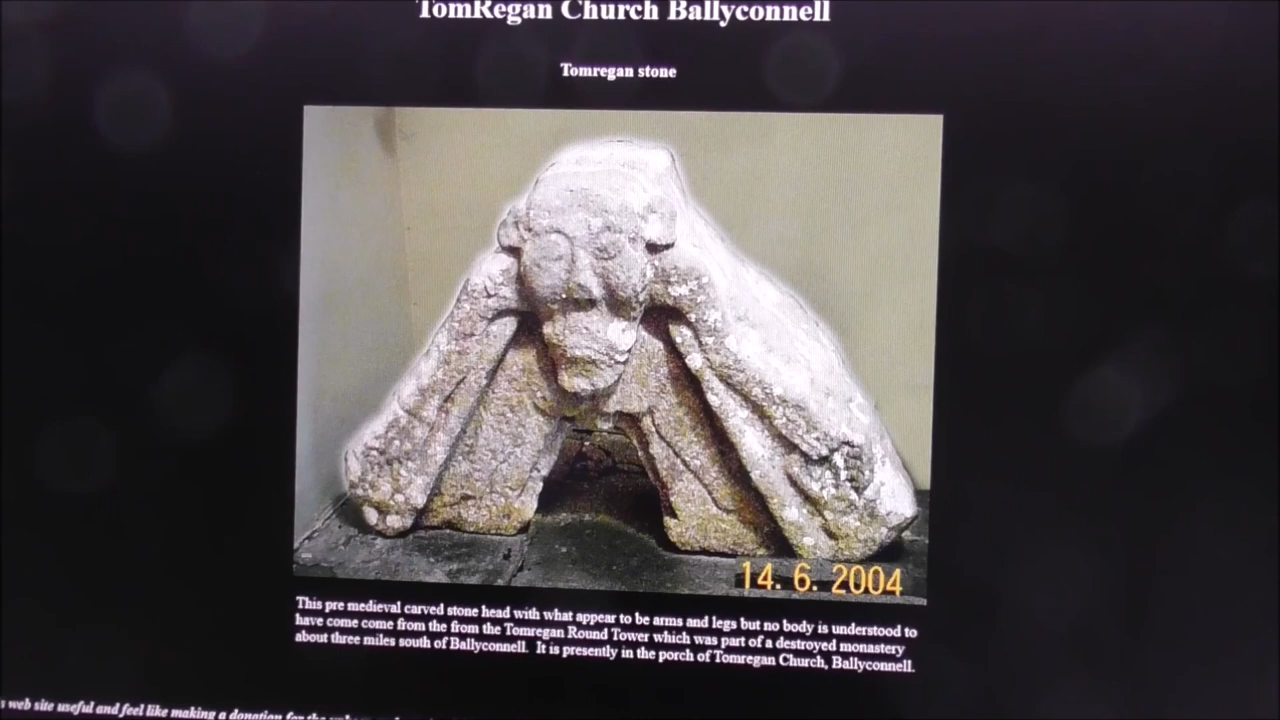 TomRegan Church Ballyconnell
Tomregan stone
14. 6. 2004
This pre medieval carved stone head with what appear to be arms and legs but no body is understood to
have come come from the from the Tomregan Round Tower which was part of a destroyed monastery
about three miles south of Ballyconnell. It is presently in the porch of Tomregan Church, Ballyconnell.
s web site useful and feel like making a donation for the